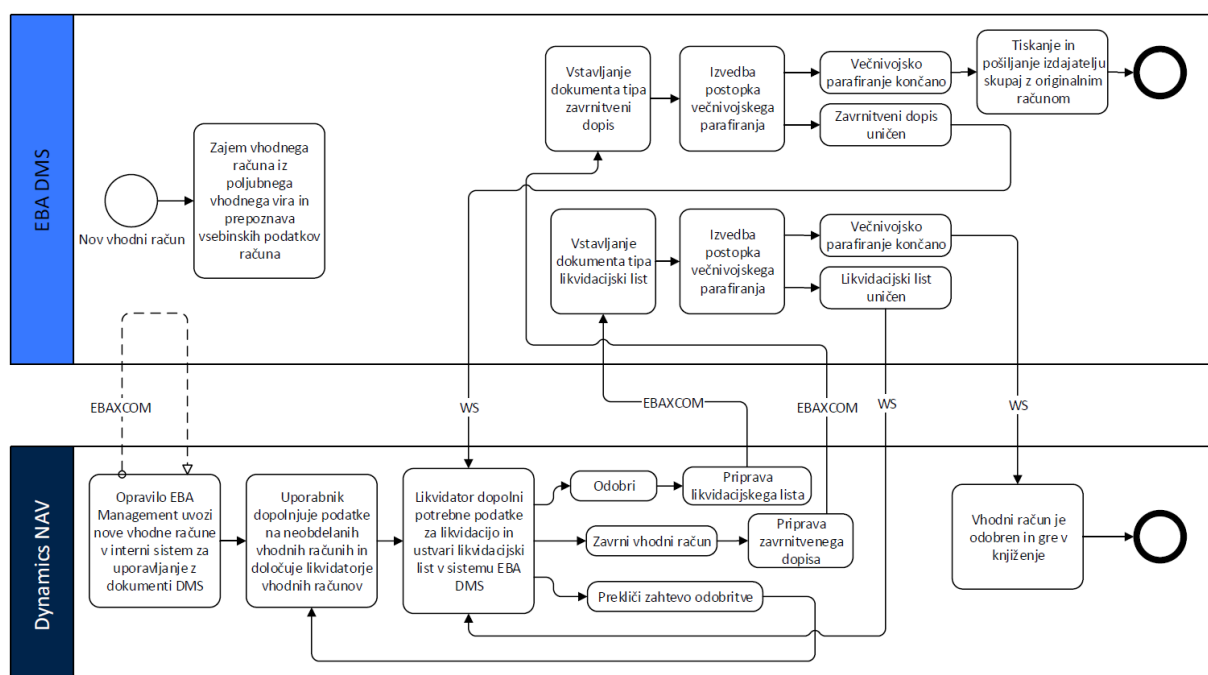 EBA DMS
Nov vhodni račun
Zajem vhodnega
računa iz
poljubnega
vhodnega vira in
prepoznava
vsebinskih podatkov
računa
Vstavljanje
dokumenta tipa
zavrnitveni
dopis
Izvedba
postopka
večnivojskega
parafiranja
Večnivojsko
parafiranje končano
Zavrnitveni dopis
uničen
Tiskanje in
pošiljanje izdajatelju
skupaj z originalnim
računom
Vstavljanje
dokumenta tipa
likvidacijski list
Izvedba
postopka
večnivojskega
parafiranja
Večnivojsko
parafiranje končano
Likvidacijski list
uničen
EBAXCOM
WS
EBAXCOM
EBAXCOM
WS
WS
Dynamics NAV
Opravilo EBA
Management uvozi
nove vhodne račune
v interni sistem za
uporavljanje z
dokumenti DMS
Uporabnik
dopolnjuje podatke
na neobdelanih
vhodnih računih in
določuje likvidatorje
vhodnih računov
Likvidator dopolni
potrebne podatke
za likvidacijo in
ustvari likvidacijski
list v sistemu EBA
DMS
Odobri
Priprava
likvidacijskega lista
Zavrni vhodni račun
Priprava
zavrnitvenega
dopisa
Prekliči zahtevo odobritve
Vhodni račun je
odobren in gre v
knjiženje